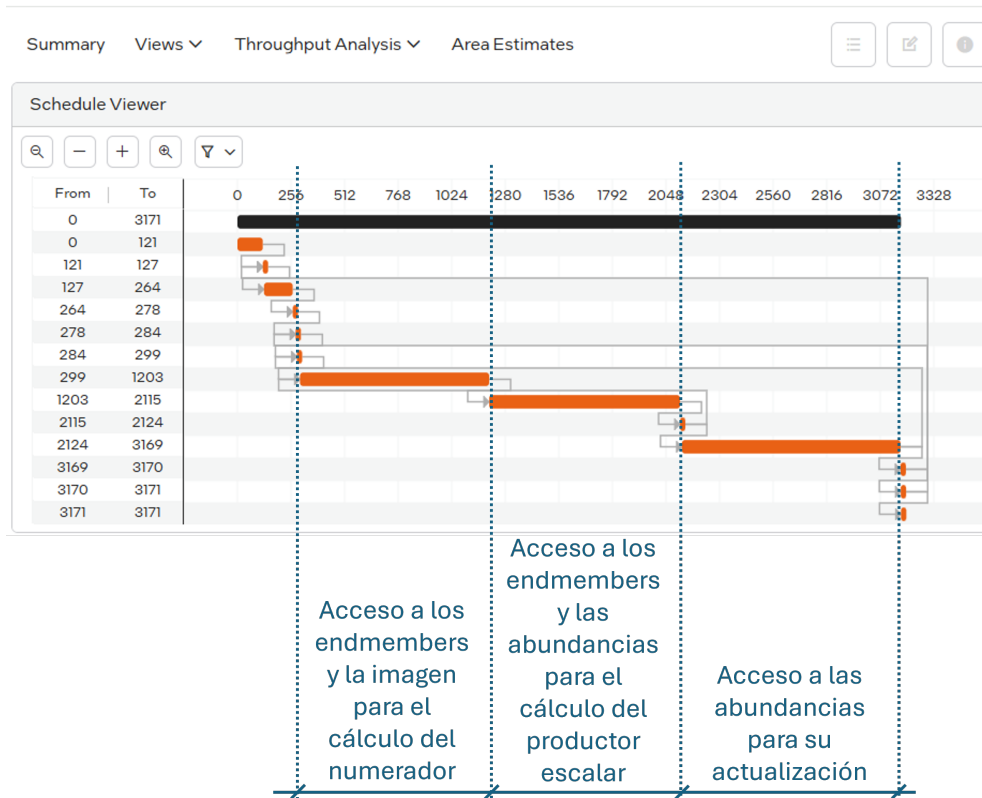 Summary Views Throughput Analysis Area Estimates
Schedule Viewer
From To 0 256 512 768 1024 1280 1536 1792 2048 2304 2560 2816 3072 3328
0 3171
0 121
121 127
127 264
264 278
278 284
284 299
299 1203
1203 2115
2115 2124
2124 3169
3169 3170
3170 3171
3171 3171
Acceso a los
endmembers
y la imagen
para el
cálculo del
numerador
Acceso a los
endmembers
y las
abundancias
para el
cálculo del
productor
escalar
Acceso a las
abundancias
para su
actualización